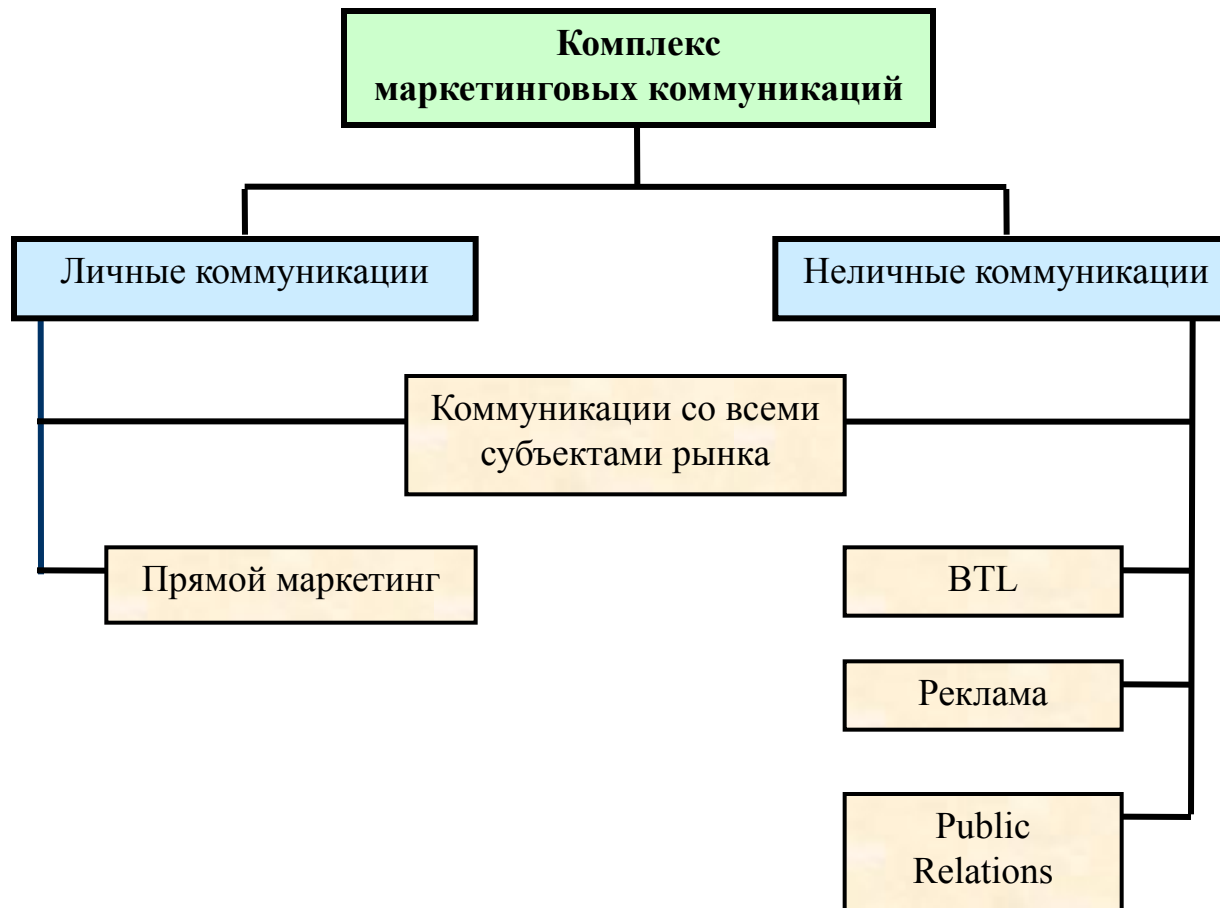 Комплекс
маркетинговых коммуникаций
Личные коммуникации
Неличные коммуникации
Коммуникации со всеми
субъектами рынка
Прямой маркетинг
BTL
Реклама
Public
Relations